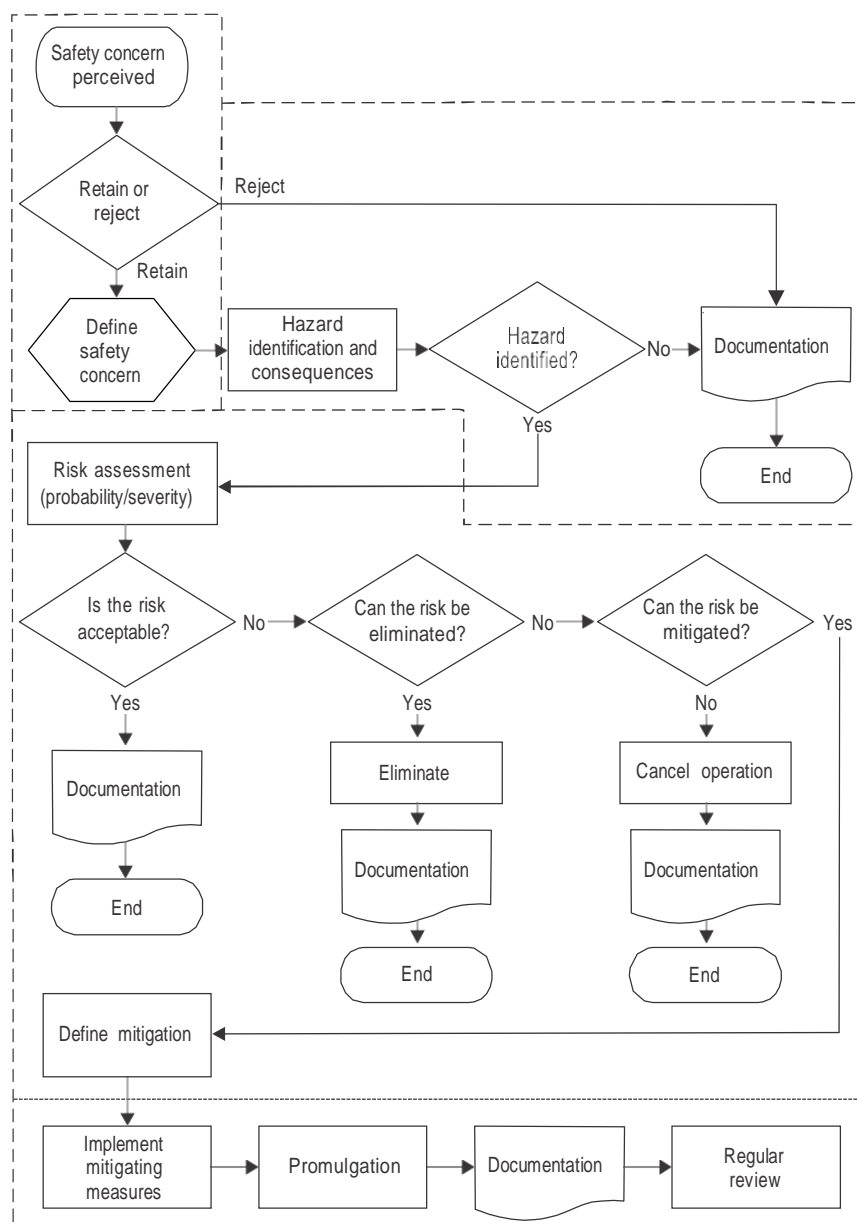 Safety concern
perceived
Retain or
reject
Reject
Retain
Define
safety
concern
Hazard
identification and
consequences
Hazard
identified?
No
Documentation
Yes
End
Risk assessment
(probability/severity)
Is the risk
acceptable?
No
Can the risk be
eliminated?
No
Can the risk be
mitigated?
Yes
Yes
Yes
No
Documentation
Eliminate
Cancel operation
Documentation
Documentation
End
End
End
Define mitigation
Implement
mitigating
measures
Promulgation
Documentation
Regular
review